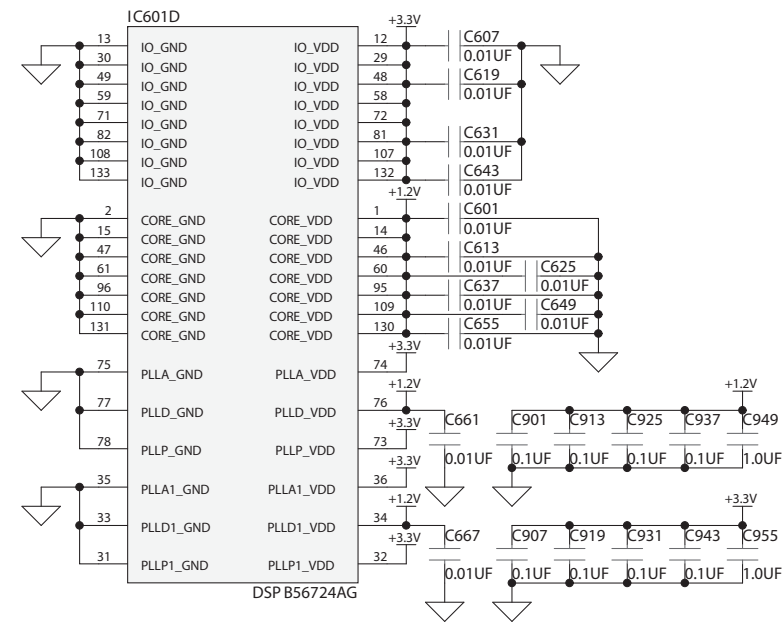 IC601D
+3.3V
13 IO_GND IO_VDD 12 C607
30 IO_GND IO_VDD 29 0.01UF
49 IO_GND IO_VDD 48 C619
59 IO_GND IO_VDD 58 0.01UF
71 IO_GND IO_VDD 72
82 IO_GND IO_VDD 81 C631
108 IO_GND IO_VDD 107 0.01UF
133 IO_GND IO_VDD 132 C643
+1.2V 0.01UF
2 CORE_GND CORE_VDD 1 C601
15 CORE_GND CORE_VDD 14 0.01UF
47 CORE_GND CORE_VDD 46 C613
61 CORE_GND CORE_VDD 60 0.01UF C625
96 CORE_GND CORE_VDD 95 C637 0.01UF
110 CORE_GND CORE_VDD 109 0.01UF C649
131 CORE_GND CORE_VDD 130 C655 0.01UF
+3.3V 0.01UF
75 PLLA_GND PLLA_VDD 74
+1.2V +1.2V
77 PLLD_GND PLLD_VDD 76
+3.3V C661 C901 C913 C925 C937 C949
78 PLLP_GND PLLP_VDD 73
0.01UF 0.1UF 0.1UF 0.1UF 0.1UF 1.0UF
+3.3V
35 PLLA1_GND PLLA1_VDD 36
+1.2V +3.3V
33 PLLD1_GND PLLD1_VDD 34
+3.3V C667 C907 C919 C931 C943 C955
31 PLLP1_GND PLLP1_VDD 32
0.01UF 0.1UF 0.1UF 0.1UF 0.1UF 1.0UF
DSP B56724AG